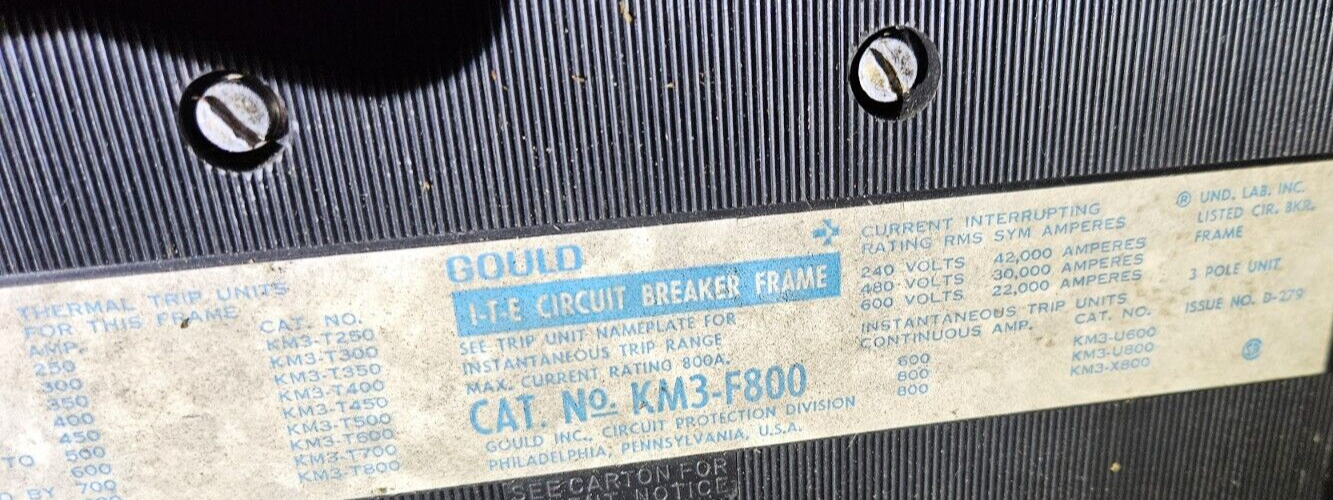 THERMAL TRIP UNITS
FOR THIS FRAME
AMP. CAT. NO.
250 KM3-T250
300 KM3-T300
350 KM3-T350
400 KM3-T400
450 KM3-T450
TO 500 KM3-T500
600 KM3-T600
D BY 700 KM3-T700
KM3-T800
GOULD
I-T-E CIRCUIT BREAKER FRAME
SEE TRIP UNIT NAMEPLATE FOR
INSTANTANEOUS TRIP RANGE
MAX. CURRENT RATING 800A.
CAT. No. KM3-F800
GOULD INC., CIRCUIT PROTECTION DIVISION
PHILADELPHIA, PENNSYLVANIA, U.S.A.
CURRENT INTERRUPTING
RATING RMS SYM AMPERES
240 VOLTS 42,000 AMPERES
480 VOLTS 30,000 AMPERES
600 VOLTS 22,000 AMPERES
INSTANTANEOUS TRIP UNITS
CONTINUOUS AMP. CAT. NO.
600 KM3-U600
800 KM3-U800
800 KM3-X800
® UND. LAB. INC.
LISTED CIR. BKR.
FRAME
3 POLE UNIT
ISSUE NO. D-279
SEE CARTON FOR
NOTICE